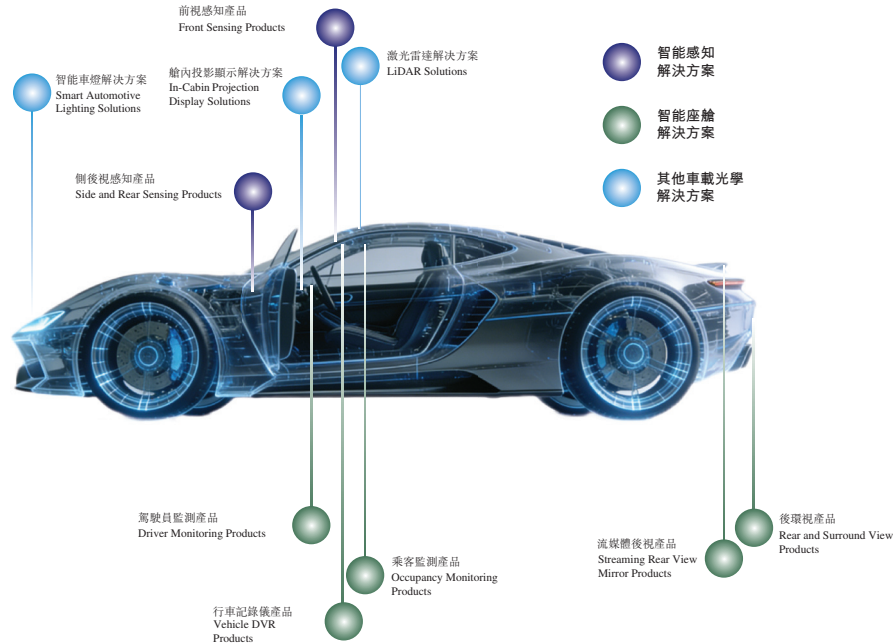 前視感知產品
Front Sensing Products
智能車燈解決方案
Smart Automotive
Lighting Solutions
艙內投影顯示解決方案
In-Cabin Projection
Display Solutions
激光雷達解決方案
LiDAR Solutions
智能感知
解決方案
智能座艙
解決方案
其他車載光學
解決方案
側後視感知產品
Side and Rear Sensing Products
駕駛員監測產品
Driver Monitoring Products
乘客監測產品
Occupancy Monitoring
Products
行車記錄儀產品
Vehicle DVR
Products
流媒體後視產品
Streaming Rear View
Mirror Products
後環視產品
Rear and Surround View
Products